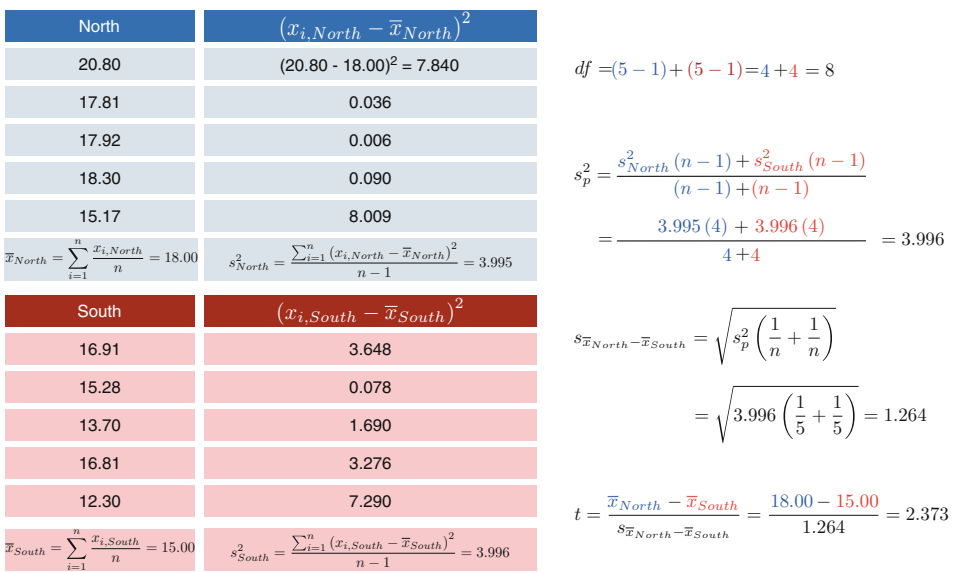 North (x_{i,North} − x̅_{North})²
20.80 (20.80 - 18.00)² = 7.840
17.81 0.036
17.92 0.006
18.30 0.090
15.17 8.009
x̅_{North} = ∑_{i=1}^{n} x_{i,North} / n = 18.00 s²_{North} = ∑_{i=1}^{n} (x_{i,North} − x̅_{North})² / n − 1 = 3.995
South (x_{i,South} − x̅_{South})²
16.91 3.648
15.28 0.078
13.70 1.690
16.81 3.276
12.30 7.290
x̅_{South} = ∑_{i=1}^{n} x_{i,South} / n = 15.00 s²_{South} = ∑_{i=1}^{n} (x_{i,South} − x̅_{South})² / n − 1 = 3.996
df =(5 − 1)+ (5 − 1)=4 +4 = 8
s²_p = s²_{North} (n − 1) + s²_{South} (n − 1) / (n − 1) +(n − 1)
= 3.995 (4) + 3.996 (4) / 4 +4 = 3.996
s_{x̅_{North}−x̅_{South}} = √(s²_p (1/n + 1/n))
= √(3.996 (1/5 + 1/5)) = 1.264
t = x̅_{North} − x̅_{South} / s_{x̅_{North}−x̅_{South}} = 18.00 − 15.00 / 1.264 = 2.373